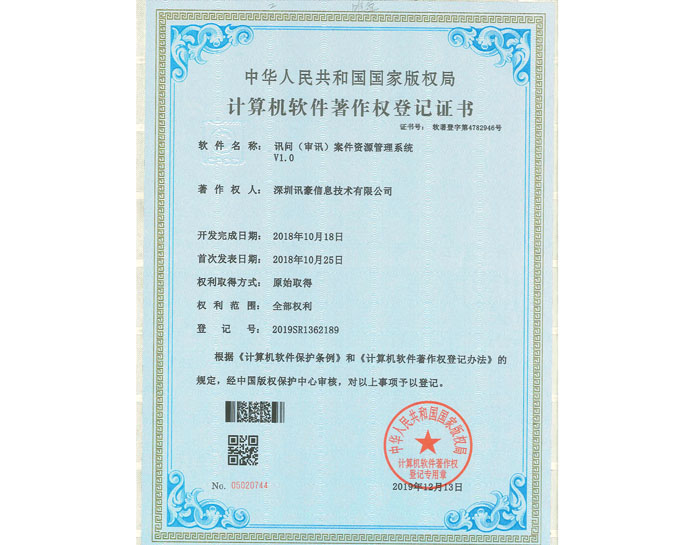 中华人民共和国国家版权局
计算机软件著作权登记证书
证书号： 软著登字第4782946号
软件名称： 讯问（审讯）案件资源管理系统
V1.0
著作权人： 深圳讯豪信息技术有限公司
开发完成日期： 2018年10月18日
首次发表日期： 2018年10月25日
权利取得方式： 原始取得
权利范围： 全部权利
登记号： 2019SR1362189
根据《计算机软件保护条例》和《计算机软件著作权登记办法》的
规定，经中国版权保护中心审核，对以上事项予以登记。
中华人民共和国国家版权局
计算机软件著作权
登记专用章
No. 05020744
2019年12月13日